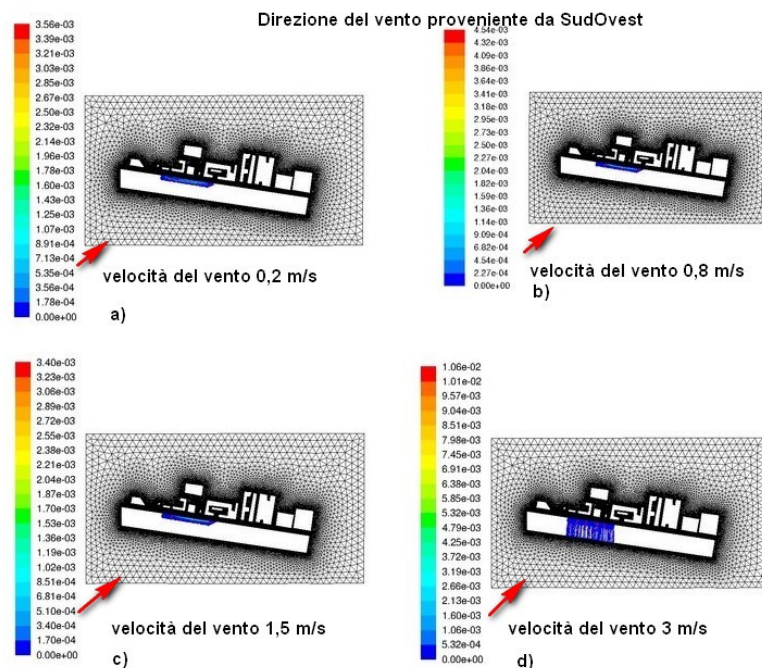 Direzione del vento proveniente da SudOvest
3.56e-03
3.39e-03
3.21e-03
3.03e-03
2.85e-03
2.67e-03
2.50e-03
2.32e-03
2.14e-03
1.96e-03
1.78e-03
1.60e-03
1.43e-03
1.25e-03
1.07e-03
8.91e-04
7.13e-04
5.35e-04
3.56e-04
1.78e-04
0.00e+00
velocità del vento 0,2 m/s
a)
4.54e-03
4.32e-03
4.09e-03
3.86e-03
3.64e-03
3.41e-03
3.18e-03
2.95e-03
2.73e-03
2.50e-03
2.27e-03
2.04e-03
1.82e-03
1.59e-03
1.36e-03
1.14e-03
9.09e-04
6.82e-04
4.54e-04
2.27e-04
0.00e+00
velocità del vento 0,8 m/s
b)
3.40e-03
3.23e-03
3.06e-03
2.89e-03
2.72e-03
2.55e-03
2.38e-03
2.21e-03
2.04e-03
1.87e-03
1.70e-03
1.53e-03
1.36e-03
1.19e-03
1.02e-03
8.51e-04
6.81e-04
5.10e-04
3.40e-04
1.70e-04
0.00e+00
velocità del vento 1,5 m/s
c)
1.06e-02
1.01e-02
9.57e-03
9.04e-03
8.51e-03
7.98e-03
7.45e-03
6.91e-03
6.38e-03
5.85e-03
5.32e-03
4.79e-03
4.25e-03
3.72e-03
3.19e-03
2.66e-03
2.13e-03
1.60e-03
1.06e-03
5.32e-04
0.00e+00
velocità del vento 3 m/s
d)